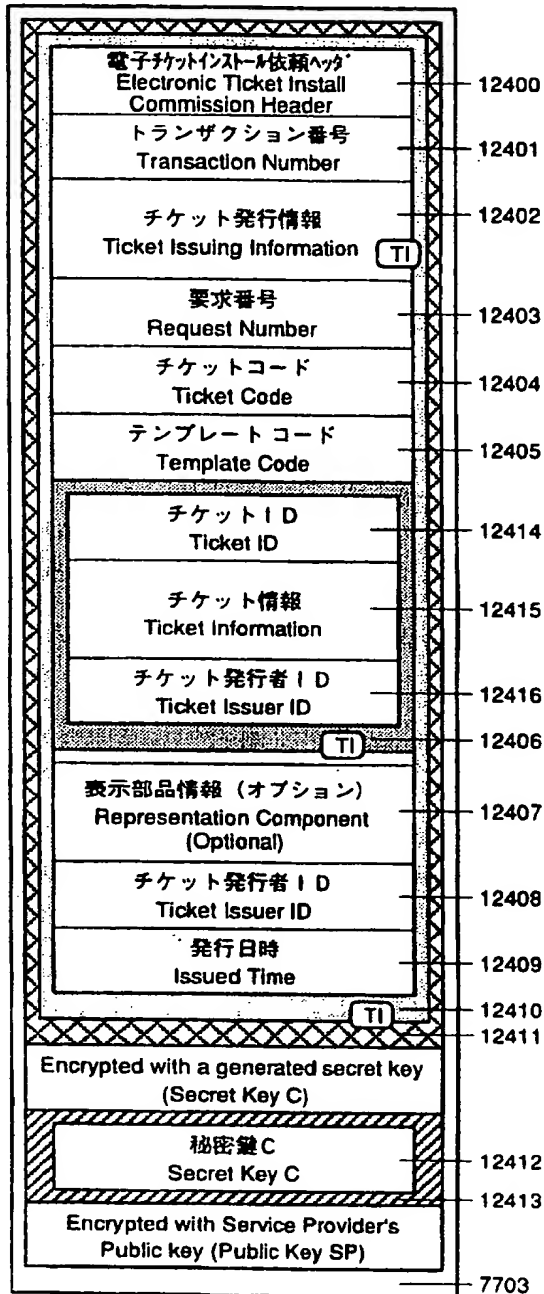 電子チケットインストール依頼ヘッダ
Electronic Ticket Install
Commission Header
12400
トランザクション番号
Transaction Number
12401
チケット発行情報
Ticket Issuing Information
TI
12402
要求番号
Request Number
12403
チケットコード
Ticket Code
12404
テンプレートコード
Template Code
12405
チケットID
Ticket ID
12414
チケット情報
Ticket Information
12415
チケット発行者ID
Ticket Issuer ID
12416
TI
12406
表示部品情報（オプション）
Representation Component
(Optional)
12407
チケット発行者ID
Ticket Issuer ID
12408
発行日時
Issued Time
12409
TI
12410
12411
Encrypted with a generated secret key
(Secret Key C)
秘密鍵C
Secret Key C
12412
12413
Encrypted with Service Provider's
Public key (Public Key SP)
7703